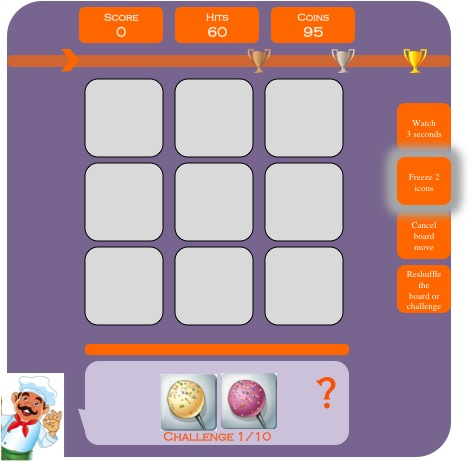 Score
0
Hits
60
Coins
95
Watch
3 seconds
Freeze 2
icons
Cancel
board
move
Reshuffle
the
board or
challenge
?
Challenge 1/10